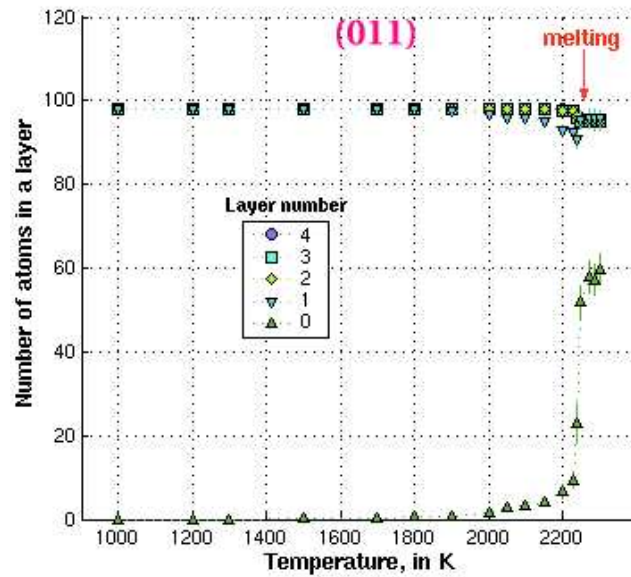 (011)
melting
120
100
80
60
40
20
0
Number of atoms in a layer
Layer number
4
3
2
1
0
1000 1200 1400 1600 1800 2000 2200
Temperature, in K